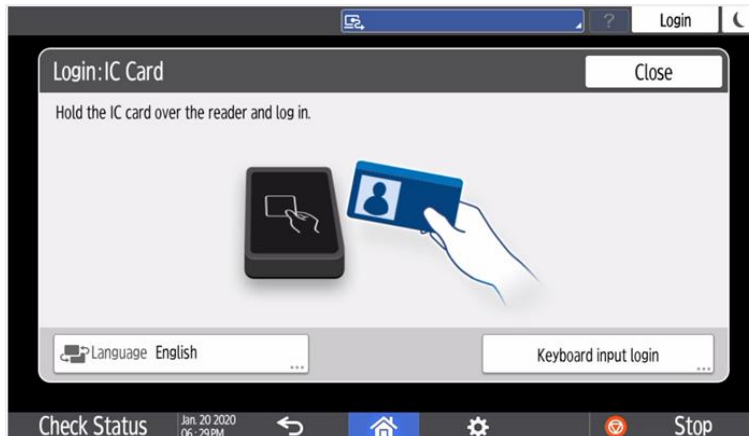 ?
Login
Login:IC Card
Close
Hold the IC card over the reader and log in.
Language English
...
Keyboard input login
...
Check Status
Jan. 20 2020
06:29PM
Stop